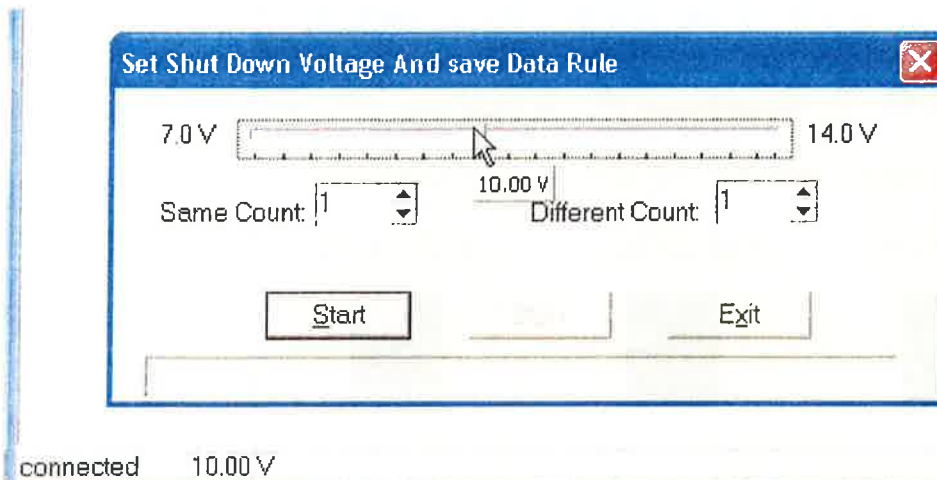 Set Shut Down Voltage And save Data Rule
7.0 V 14.0 V
10.00 V
Same Count: 1 Different Count: 1
Start Exit
connected 10.00 V